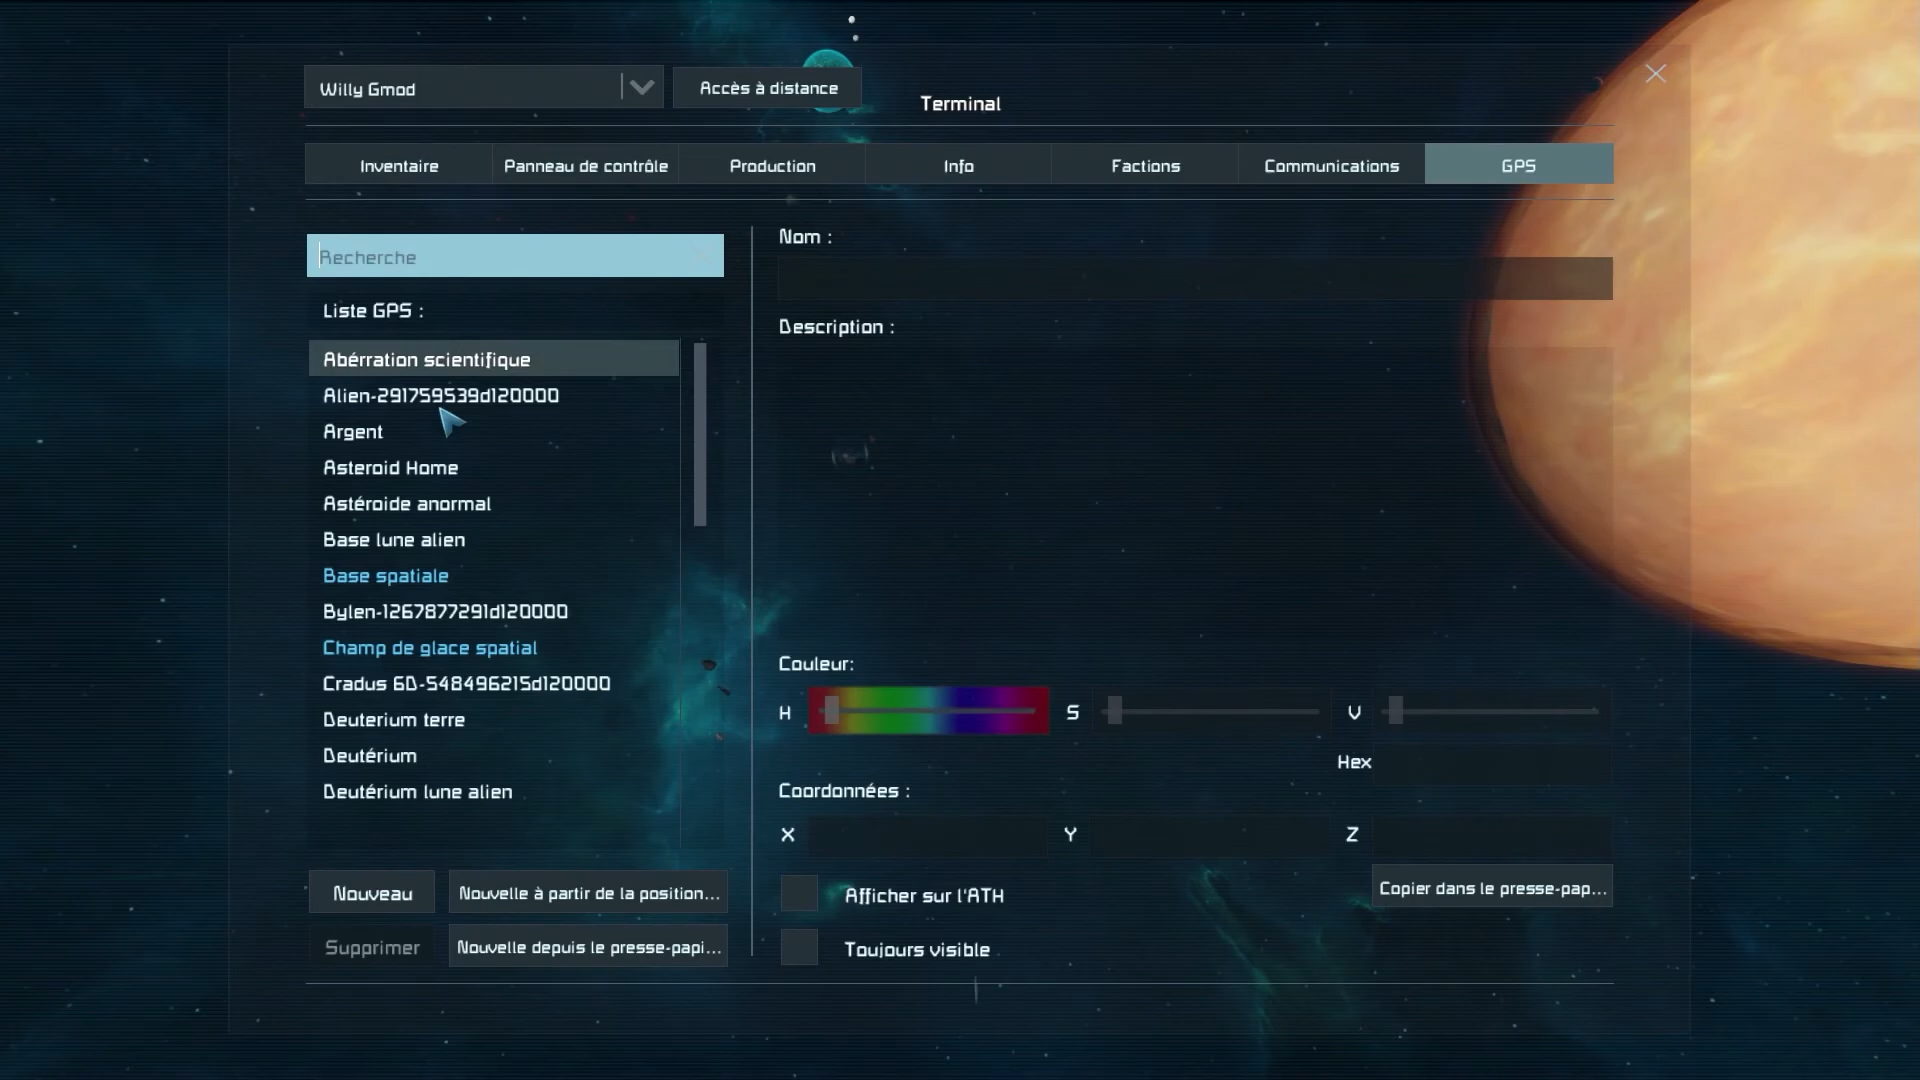 Willy Gmod
Accès à distance
Terminal
Inventaire
Panneau de contrôle
Production
Info
Factions
Communications
GPS
Recherche
Liste GPS :
Abérration scientifique
Alien-291759539d120000
Argent
Asteroid Home
Astéroide anormal
Base lune alien
Base spatiale
Bylen-1267877291d120000
Champ de glace spatial
Cradus 6D-548496215d120000
Deuterium terre
Deutérium
Deutérium lune alien
Nouveau
Nouvelle à partir de la position...
Supprimer
Nouvelle depuis le presse-papi...
Nom :
Description :
Couleur:
H
S
V
Hex
Coordonnées :
X
Y
Z
Copier dans le presse-pap...
Afficher sur l'ATH
Toujours visible